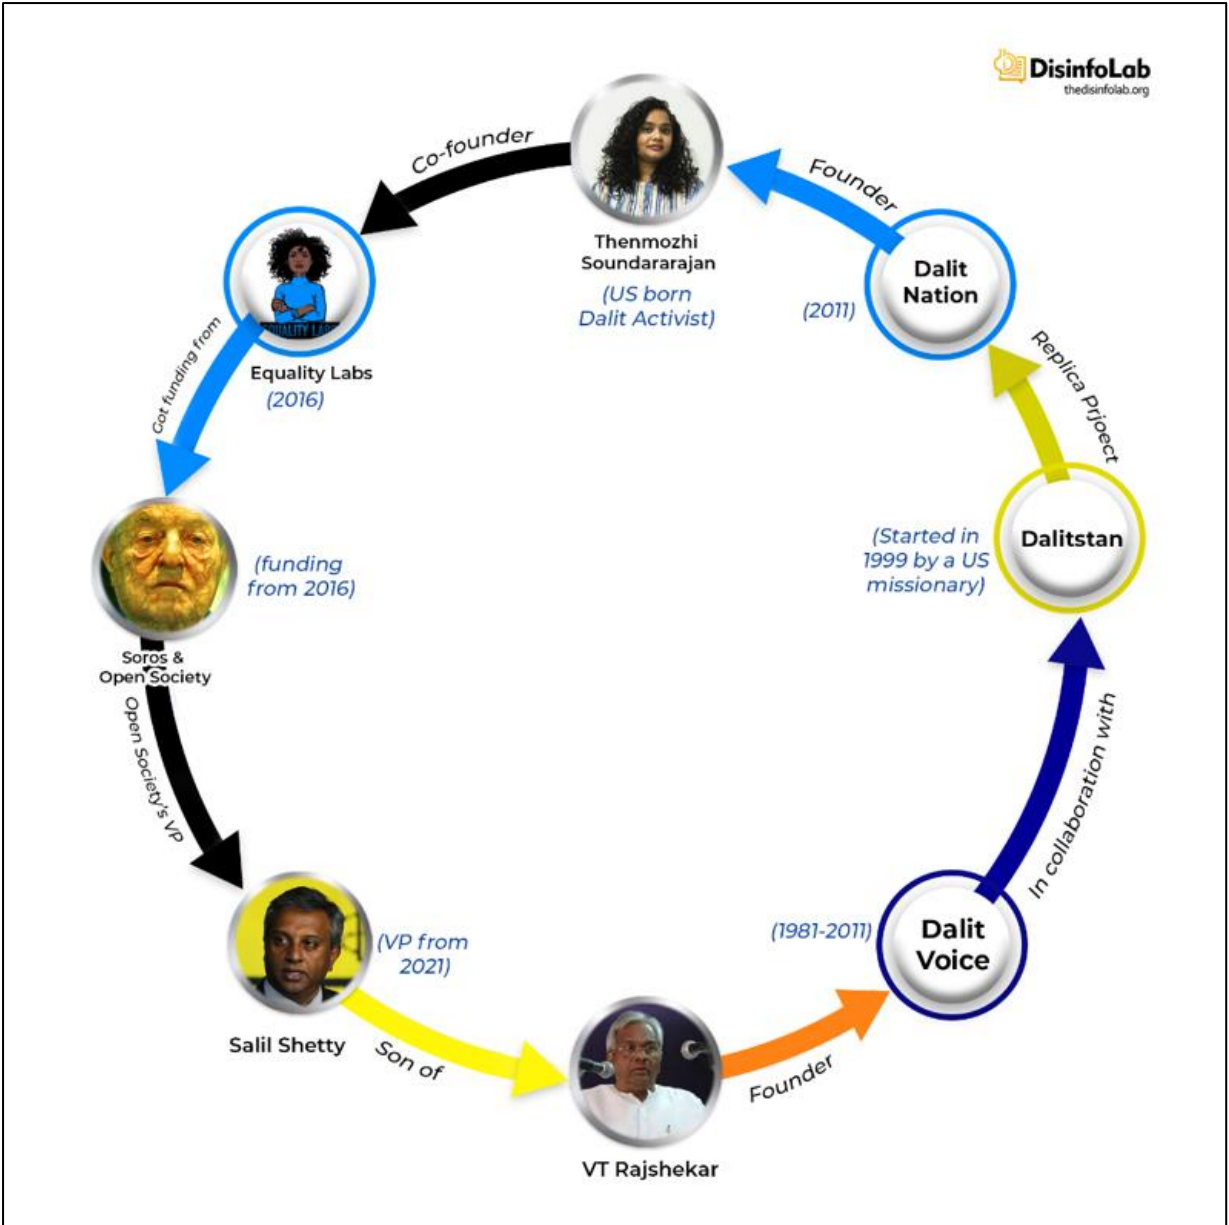 DisinfoLab
thedisinfolab.org
Co-founder
Founder
Thenmozhi
Soundararajan
(US born
Dalit Activist)
Dalit
Nation
(2011)
Replica Prjoect
EQUALITY LABS
Equality Labs
(2016)
Got funding from
Dalitstan
(Started in
1999 by a US
missionary)
(funding
from 2016)
Soros &
Open Society
Open Society's VP
In collaboration with
Dalit
Voice
(1981-2011)
(VP from
2021)
Salil Shetty
Son of
Founder
VT Rajshekar